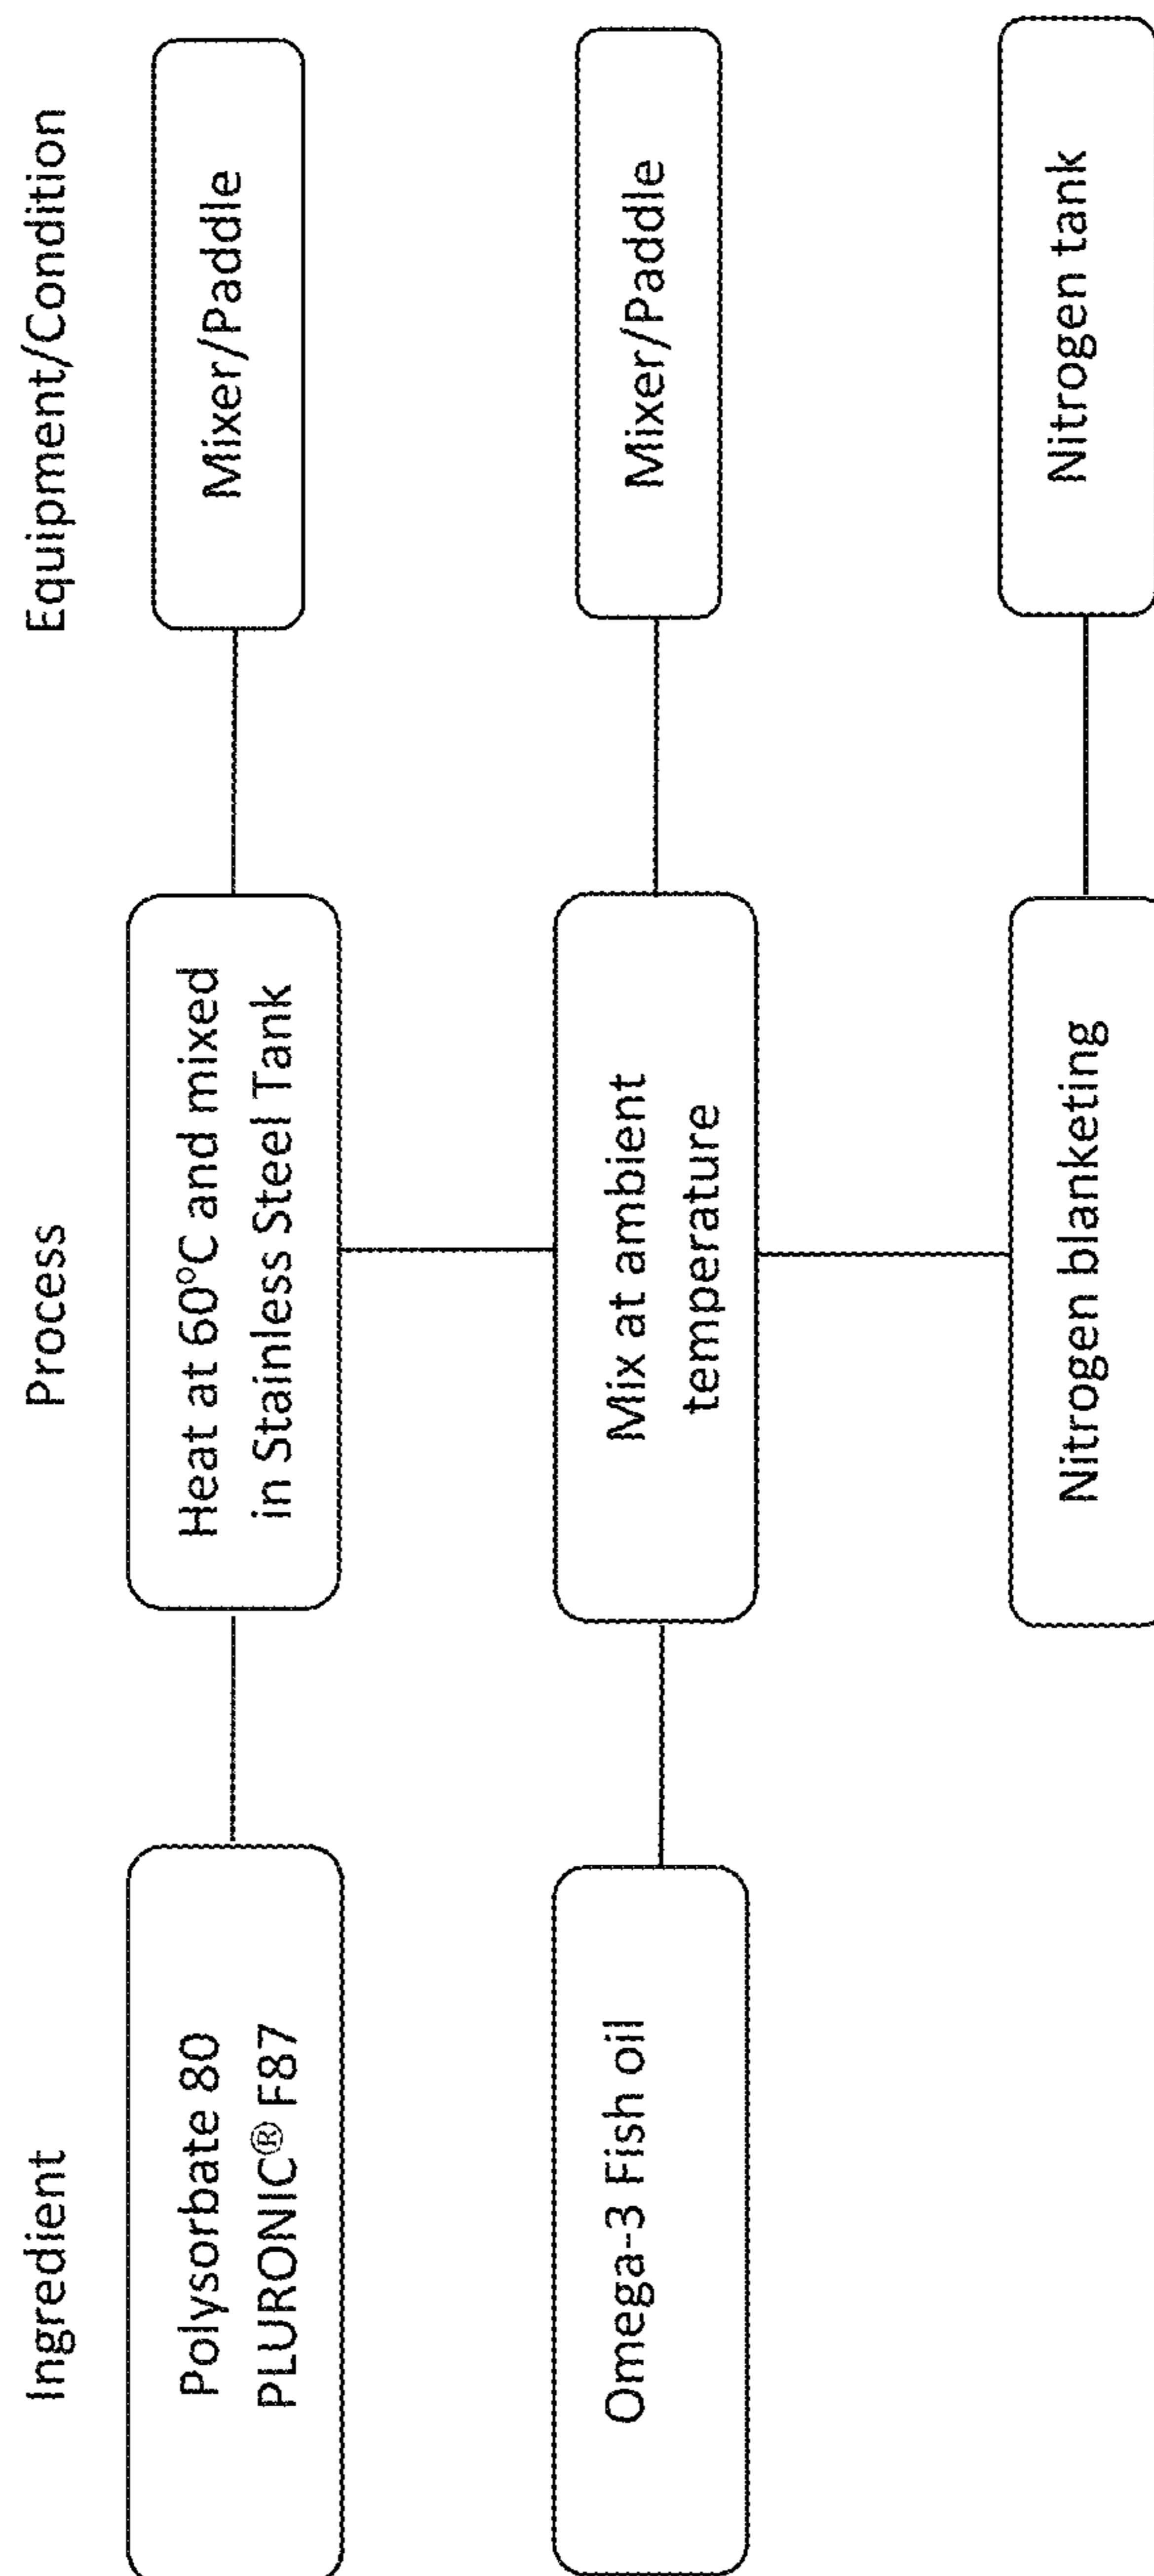 Ingredient
Process
Equipment/Condition
Polysorbate 80
PLURONIC® F87
Heat at 60°C and mixed
in Stainless Steel Tank
Mixer/Paddle
Omega-3 Fish oil
Mix at ambient
temperature
Mixer/Paddle
Nitrogen blanketing
Nitrogen tank